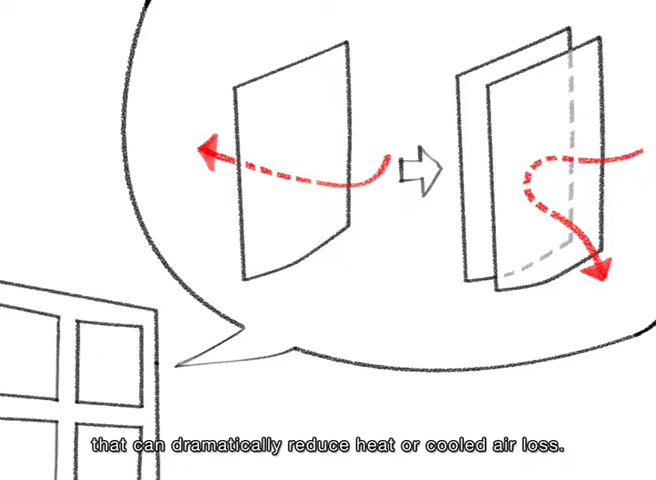 that can dramatically reduce heat or cooled air loss.